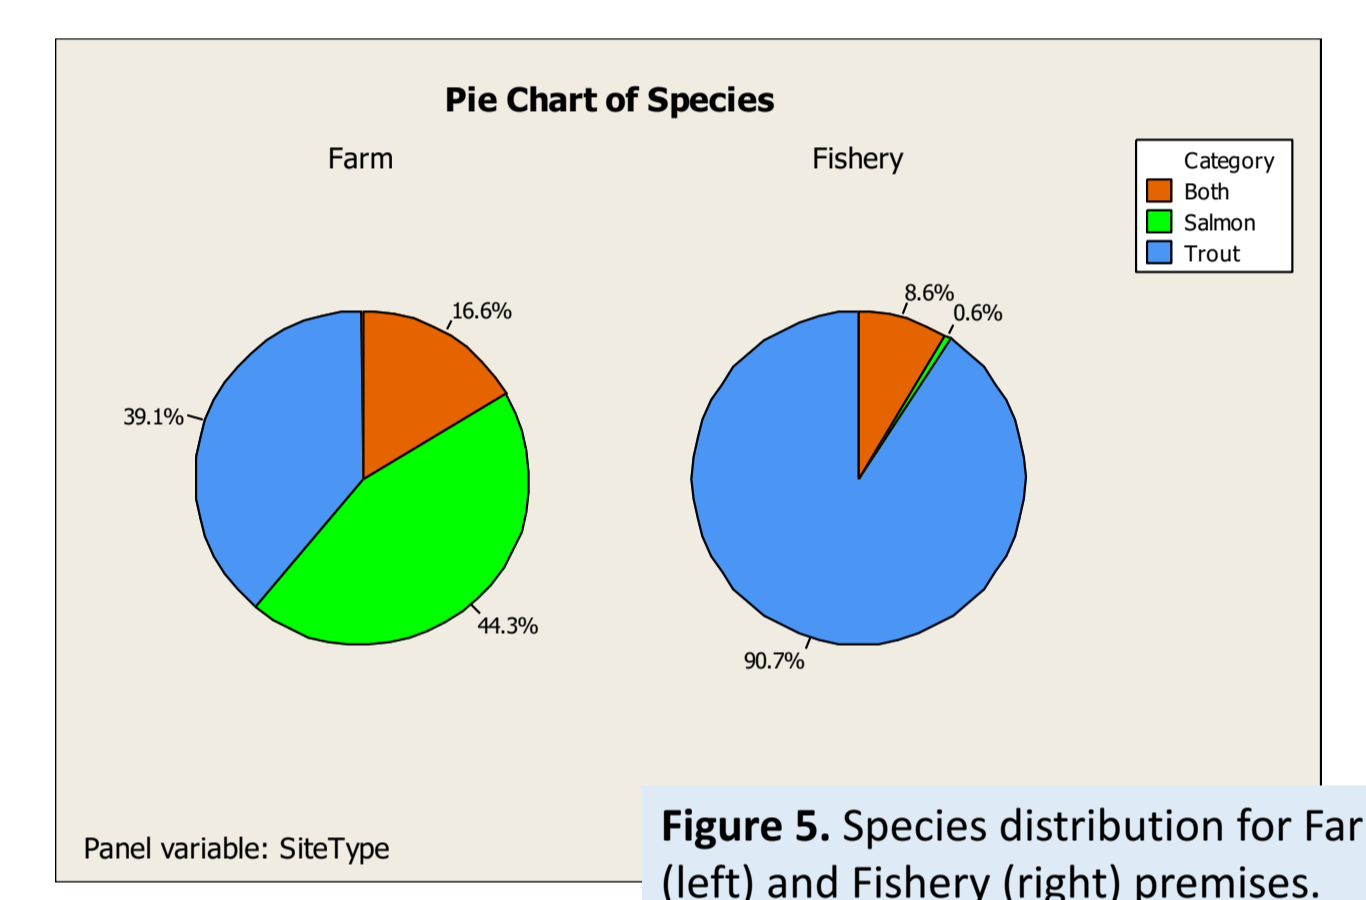 Pie Chart of Species
Farm
Fishery
Category
Both
Salmon
Trout
16.6%
39.1%
44.3%
8.6%
0.6%
90.7%
Panel variable: SiteType
Figure 5. Species distribution for Far
(left) and Fishery (right) premises.